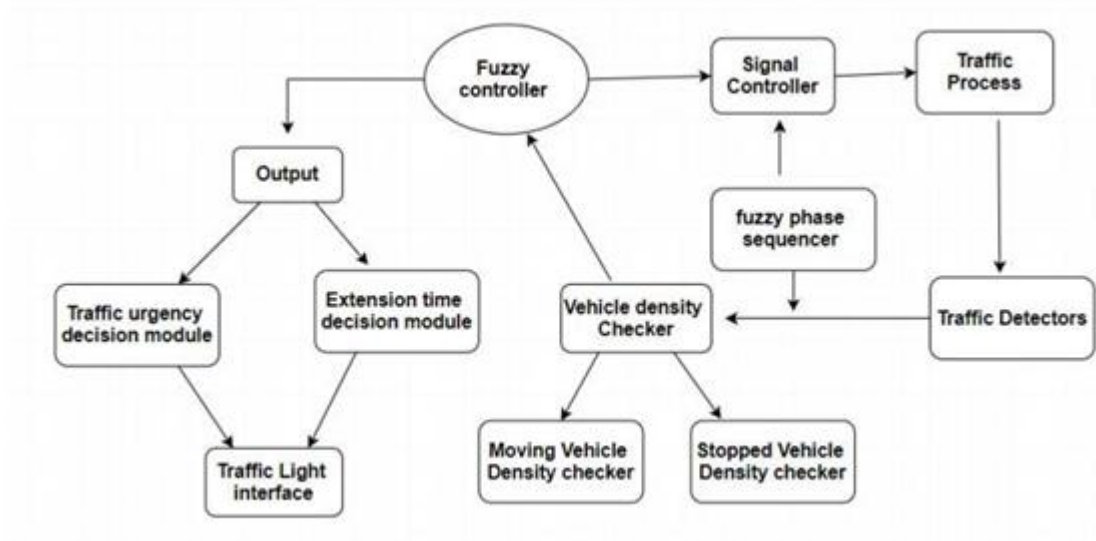 Fuzzy
controller
Signal
Controller
Traffic
Process
Output
fuzzy phase
sequencer
Traffic urgency
decision module
Extension time
decision module
Vehicle density
Checker
Traffic Detectors
Moving Vehicle
Density checker
Stopped Vehicle
Density checker
Traffic Light
interface